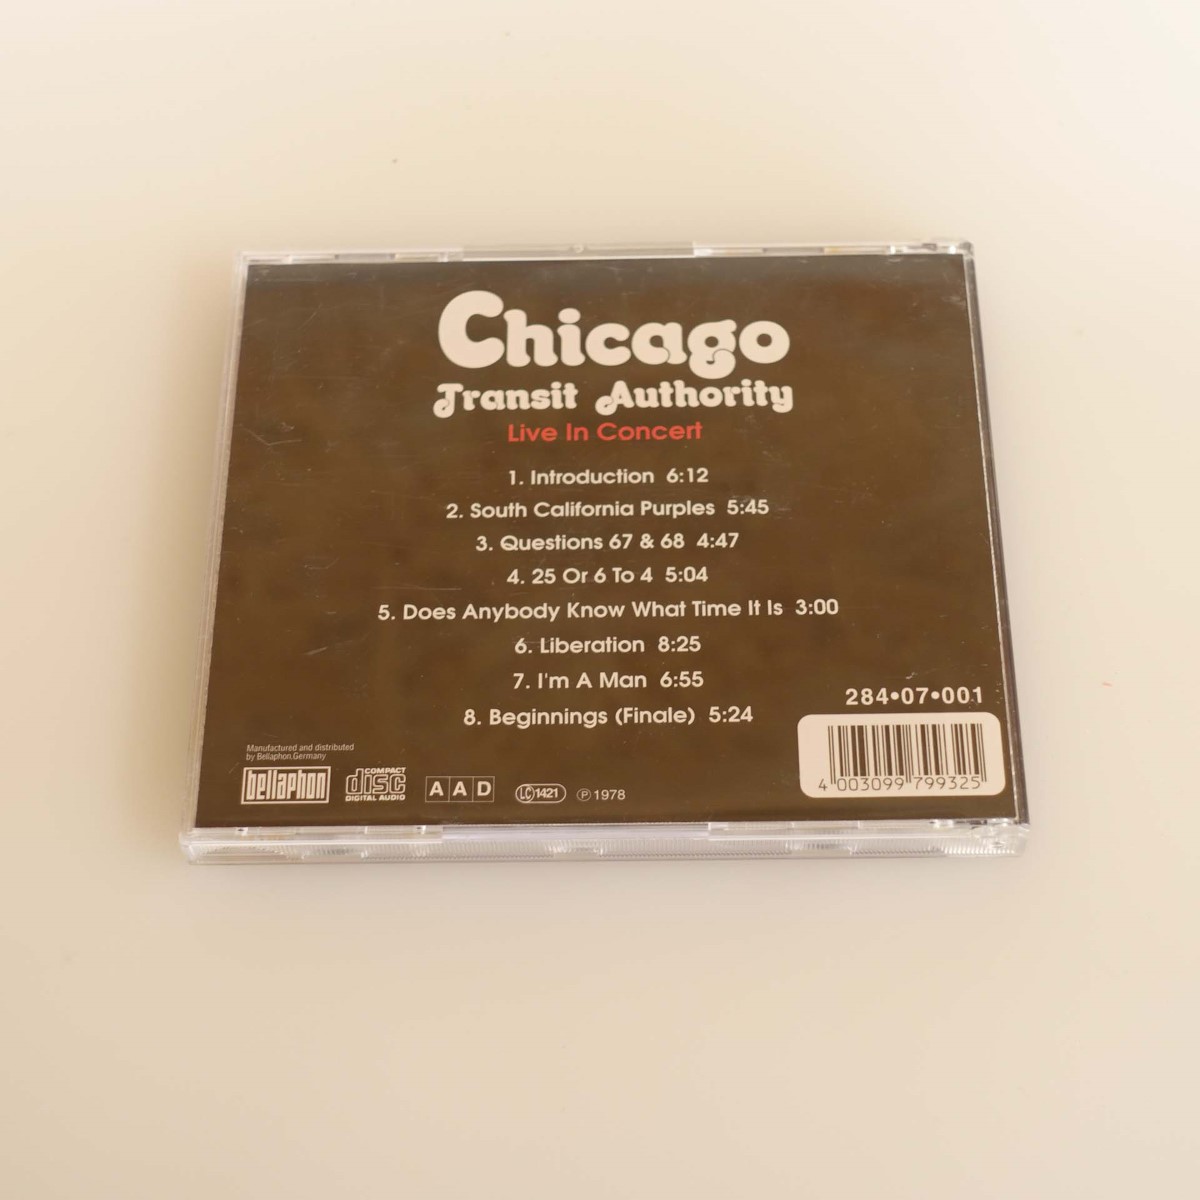 Chicago
Transit Authority
Live In Concert
1. Introduction 6:12
2. South California Purples 5:45
3. Questions 67 & 68 4:47
4. 25 Or 6 To 4 5:04
5. Does Anybody Know What Time It Is 3:00
6. Liberation 8:25
7. I'm A Man 6:55
8. Beginnings (Finale) 5:24
284•07•001
4 003099 799325
Manufactured and distributed
by Bellaphon, Germany
bellaphon
COMPACT
disc
DIGITAL AUDIO
AAD
LC 1421
℗ 1978